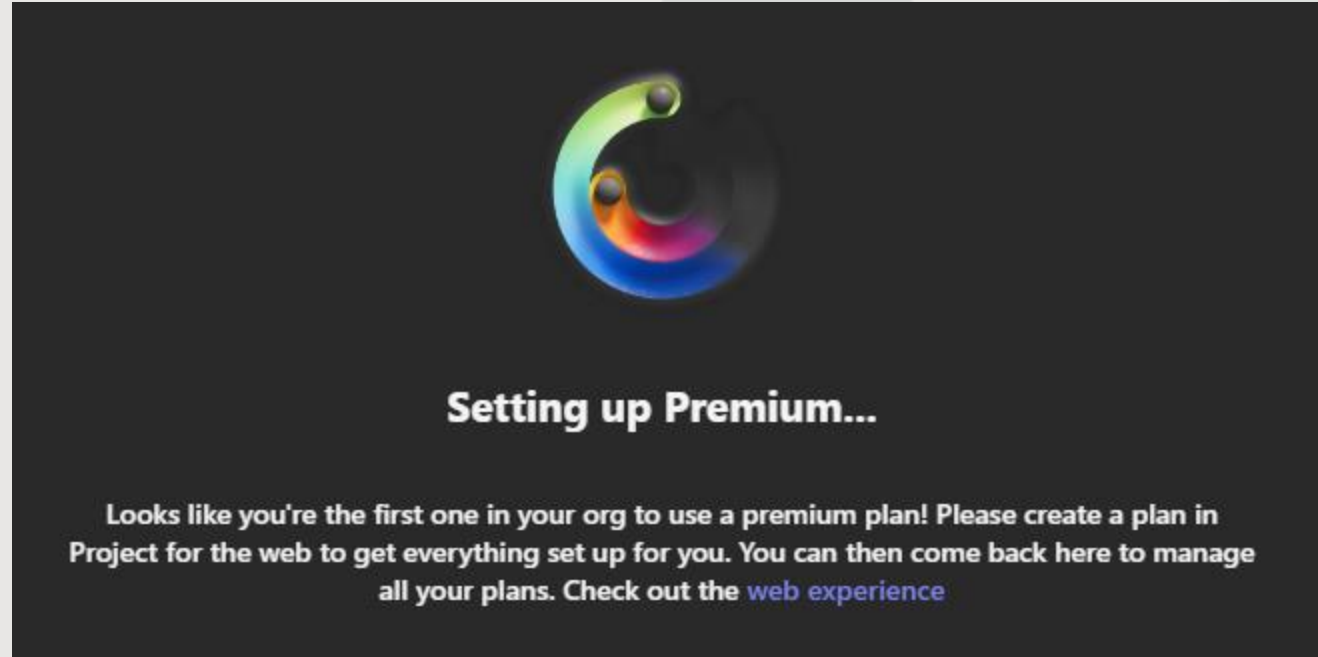 Setting up Premium...
Looks like you're the first one in your org to use a premium plan! Please create a plan in
Project for the web to get everything set up for you. You can then come back here to manage
all your plans. Check out the web experience